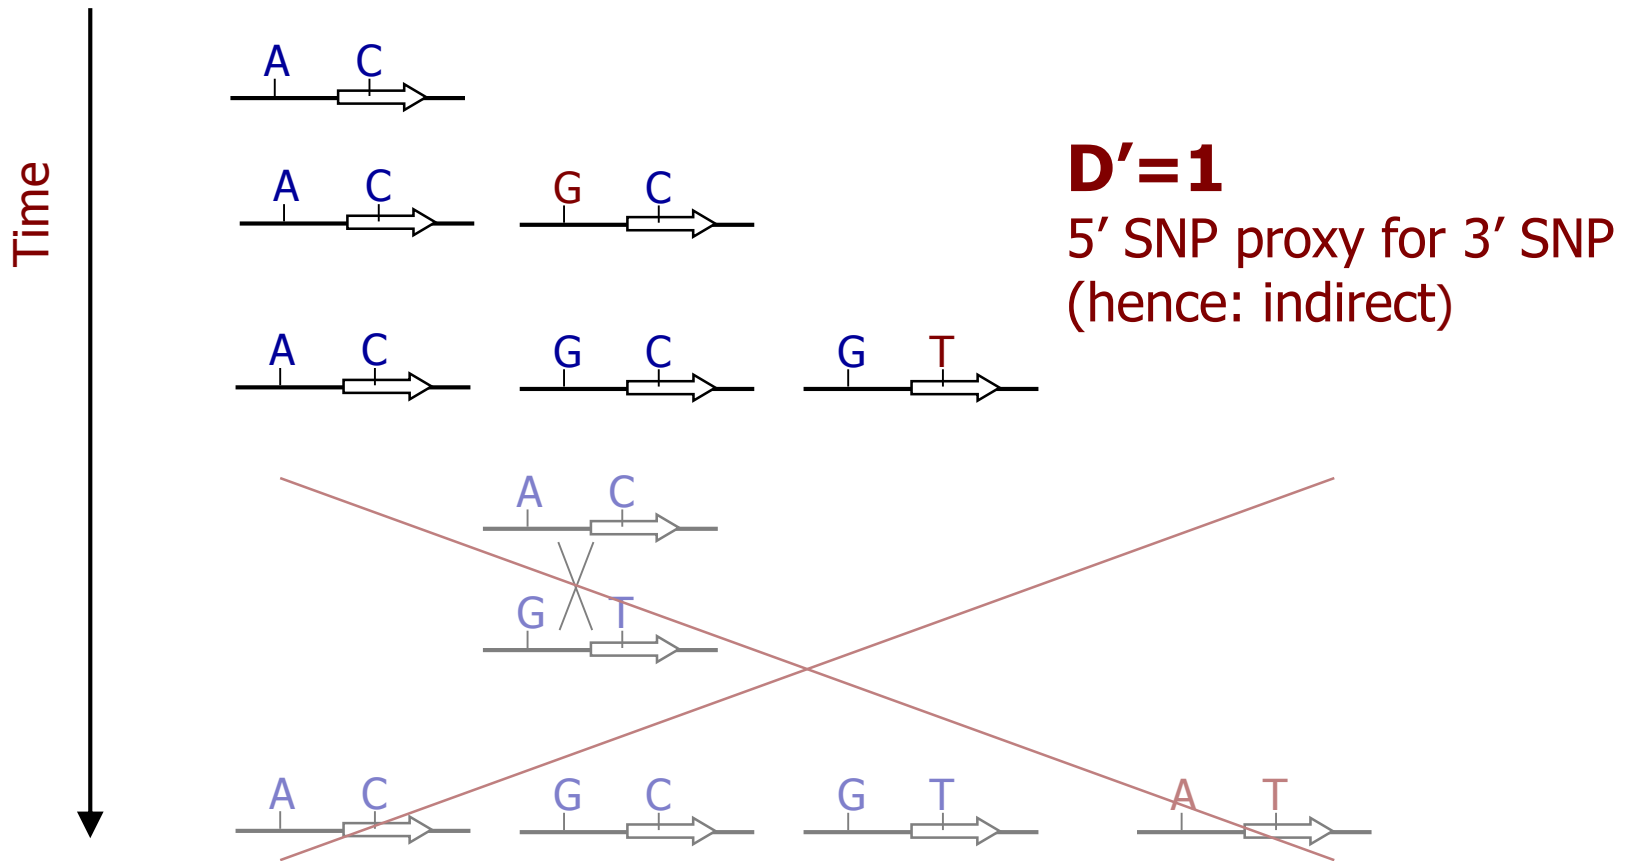 Time
A C
A C G C
D′=1
5′ SNP proxy for 3′ SNP
(hence: indirect)
A C G C G T
A C
G T
A C G C G T A T